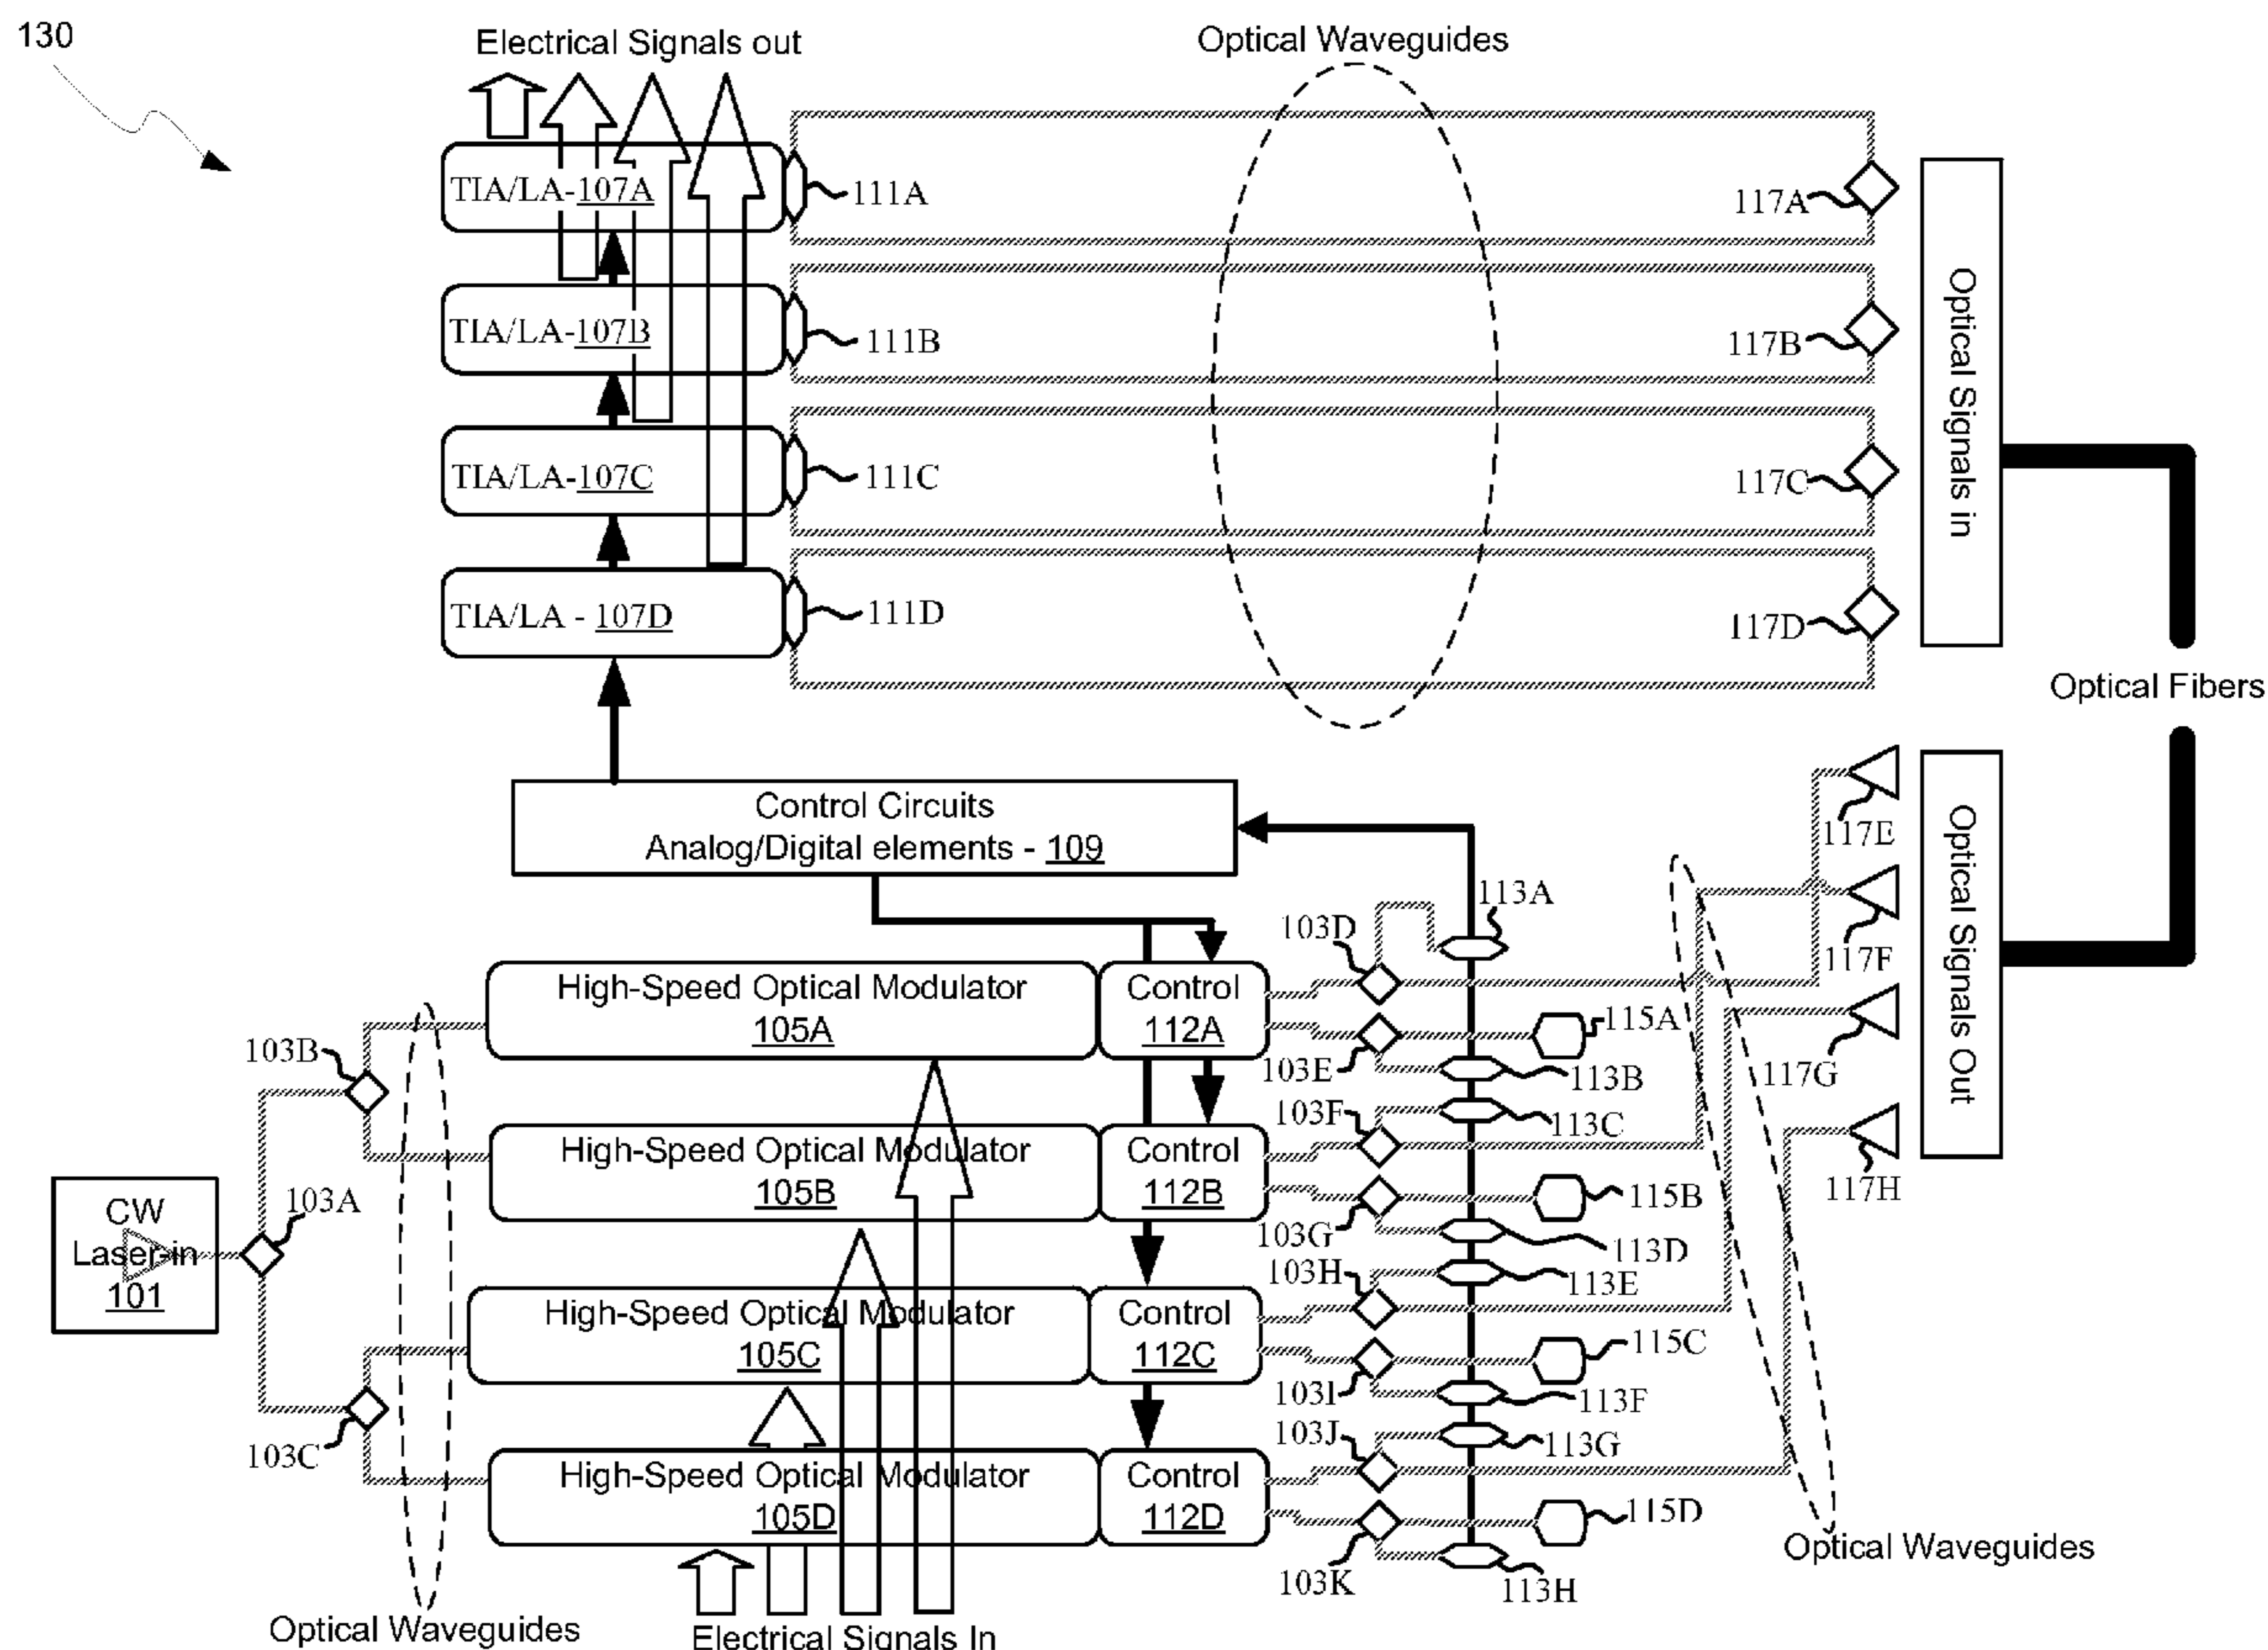 130
Electrical Signals out
Optical Waveguides
TIA/LA-107A
111A
117A
TIA/LA-107B
111B
117B
TIA/LA-107C
111C
117C
TIA/LA - 107D
111D
117D
Optical Signals in
Optical Fibers
Control Circuits
Analog/Digital elements - 109
117E
117F
117G
117H
Optical Signals Out
113A
103D
High-Speed Optical Modulator
105A
Control
112A
115A
103E
113B
103B
103F
113C
High-Speed Optical Modulator
105B
Control
112B
115B
103G
113D
103A
CW
Laser-in
101
103H
113E
High-Speed Optical Modulator
105C
Control
112C
115C
103I
113F
103C
103J
113G
High-Speed Optical Modulator
105D
Control
112D
115D
103K
113H
Optical Waveguides
Optical Waveguides
Electrical Signals In